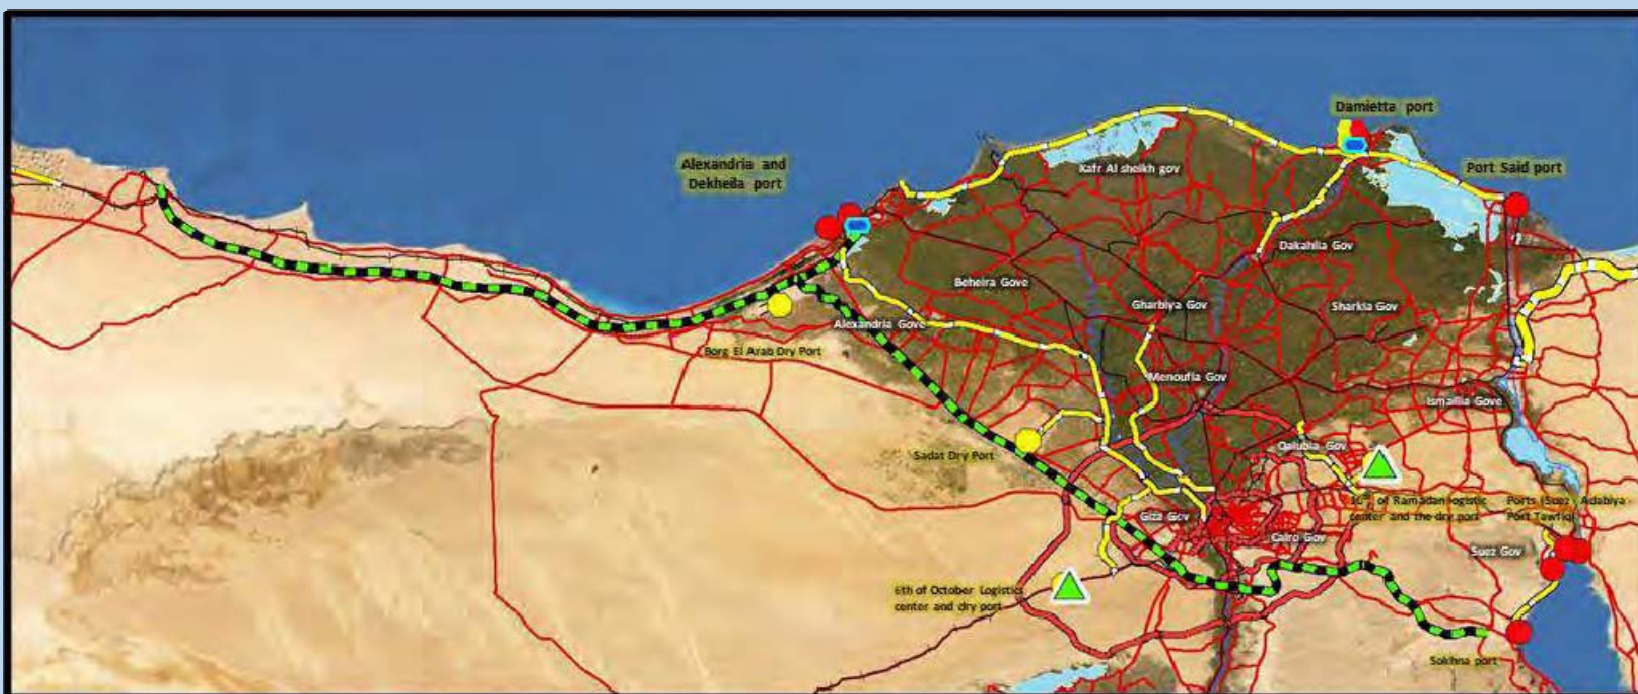 Damietta port
Alexandria and
Dekheila port
Port Said port
Kafr Al sheikh gov
Dakahlia Gov
Beheira Gove
Gharbiya Gov
Sharkia Gov
Alexandria Gove
Borg El Arab Dry Port
Menoufia Gov
Ismailia Gove
Qalubia Gov
Sadat Dry Port
10th of Ramadan logistic
center and the dry port
Ports (Suez - Adabiya -
Port Tawfiq)
Giza Gov
Cairo Gov
Suez Gov
6th of October Logistics
center and dry port
Sokhna port